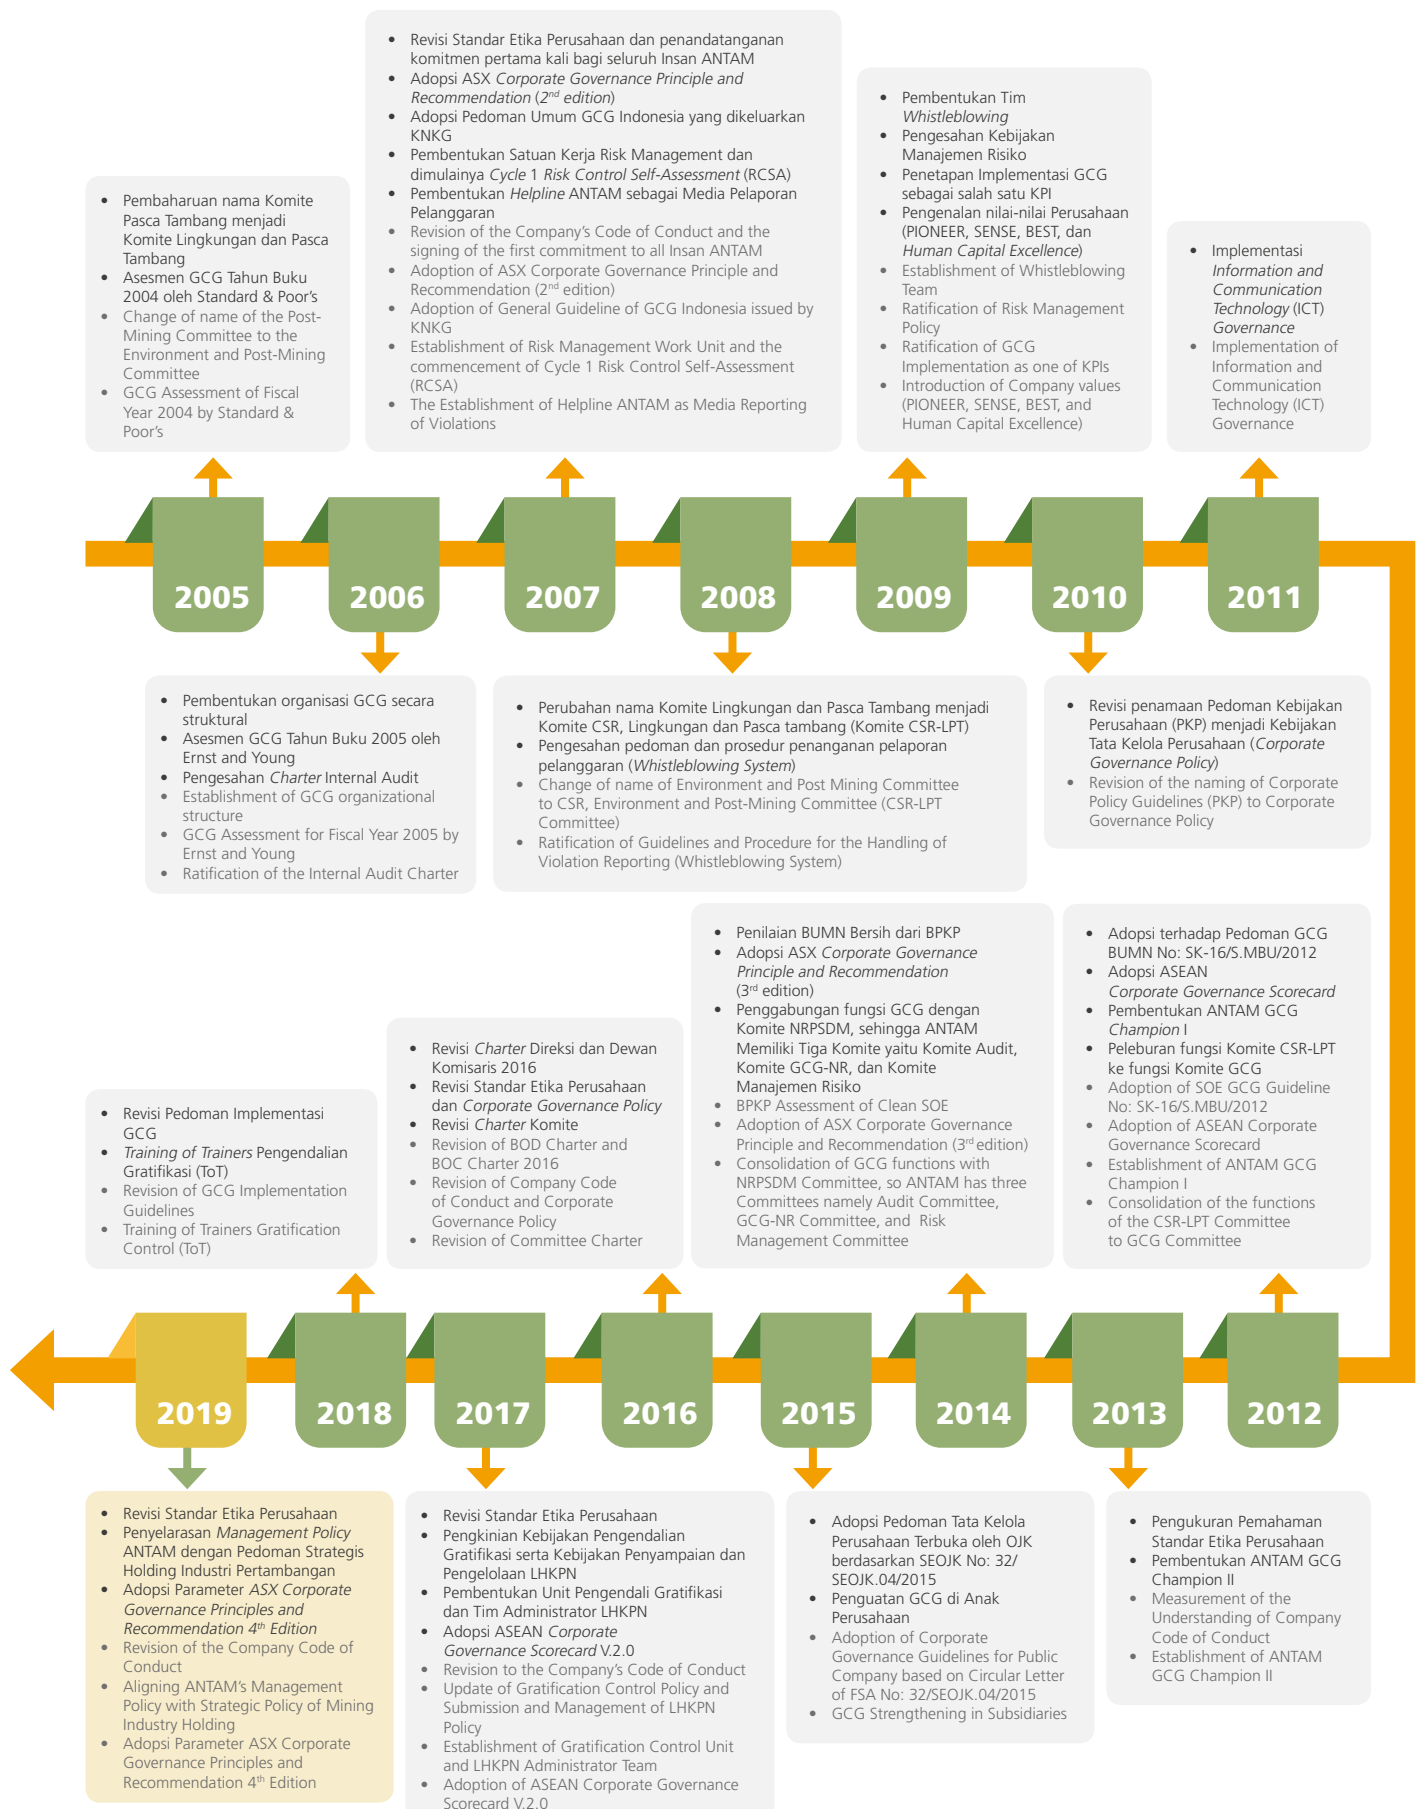 • Pembaharuan nama Komite
Pasca Tambang menjadi
Komite Lingkungan dan Pasca
Tambang
• Asesmen GCG Tahun Buku
2004 oleh Standard & Poor's
• Change of name of the Post-
Mining Committee to the
Environment and Post-Mining
Committee
• GCG Assessment of Fiscal
Year 2004 by Standard &
Poor's
• Revisi Standar Etika Perusahaan dan penandatanganan
komitmen pertama kali bagi seluruh Insan ANTAM
• Adopsi ASX Corporate Governance Principle and
Recommendation (2nd edition)
• Adopsi Pedoman Umum GCG Indonesia yang dikeluarkan
KNKG
• Pembentukan Satuan Kerja Risk Management dan
dimulainya Cycle 1 Risk Control Self-Assessment (RCSA)
• Pembentukan Helpline ANTAM sebagai Media Pelaporan
Pelanggaran
• Revision of the Company's Code of Conduct and the
signing of the first commitment to all Insan ANTAM
• Adoption of ASX Corporate Governance Principle and
Recommendation (2nd edition)
• Adoption of General Guideline of GCG Indonesia issued by
KNKG
• Establishment of Risk Management Work Unit and the
commencement of Cycle 1 Risk Control Self-Assessment
(RCSA)
• The Establishment of Helpline ANTAM as Media Reporting
of Violations
• Pembentukan Tim
Whistleblowing
• Pengesahan Kebijakan
Manajemen Risiko
• Penetapan Implementasi GCG
sebagai salah satu KPI
• Pengenalan nilai-nilai Perusahaan
(PIONEER, SENSE, BEST, dan
Human Capital Excellence)
• Establishment of Whistleblowing
Team
• Ratification of Risk Management
Policy
• Ratification of GCG
Implementation as one of KPIs
• Introduction of Company values
(PIONEER, SENSE, BEST, and
Human Capital Excellence)
• Implementasi
Information and
Communication
Technology (ICT)
Governance
• Implementation of
Information and
Communication
Technology (ICT)
Governance
2005
2006
2007
2008
2009
2010
2011
• Pembentukan organisasi GCG secara
struktural
• Asesmen GCG Tahun Buku 2005 oleh
Ernst and Young
• Pengesahan Charter Internal Audit
• Establishment of GCG organizational
structure
• GCG Assessment for Fiscal Year 2005 by
Ernst and Young
• Ratification of the Internal Audit Charter
• Perubahan nama Komite Lingkungan dan Pasca Tambang menjadi
Komite CSR, Lingkungan dan Pasca tambang (Komite CSR-LPT)
• Pengesahan pedoman dan prosedur penanganan pelaporan
pelanggaran (Whistleblowing System)
• Change of name of Environment and Post Mining Committee
to CSR, Environment and Post-Mining Committee (CSR-LPT
Committee)
• Ratification of Guidelines and Procedure for the Handling of
Violation Reporting (Whistleblowing System)
• Revisi penamaan Pedoman Kebijakan
Perusahaan (PKP) menjadi Kebijakan
Tata Kelola Perusahaan (Corporate
Governance Policy)
• Revision of the naming of Corporate
Policy Guidelines (PKP) to Corporate
Governance Policy
• Revisi Pedoman Implementasi
GCG
• Training of Trainers Pengendalian
Gratifikasi (ToT)
• Revision of GCG Implementation
Guidelines
• Training of Trainers Gratification
Control (ToT)
• Revisi Charter Direksi dan Dewan
Komisaris 2016
• Revisi Standar Etika Perusahaan
dan Corporate Governance Policy
• Revisi Charter Komite
• Revision of BOD Charter and
BOC Charter 2016
• Revision of Company Code
of Conduct and Corporate
Governance Policy
• Revision of Committee Charter
• Penilaian BUMN Bersih dari BPKP
• Adopsi ASX Corporate Governance
Principle and Recommendation
(3rd edition)
• Penggabungan fungsi GCG dengan
Komite NRPSDM, sehingga ANTAM
Memiliki Tiga Komite yaitu Komite Audit,
Komite GCG-NR, dan Komite
Manajemen Risiko
• BPKP Assessment of Clean SOE
• Adoption of ASX Corporate Governance
Principle and Recommendation (3rd edition)
• Consolidation of GCG functions with
NRPSDM Committee, so ANTAM has three
Committees namely Audit Committee,
GCG-NR Committee, and Risk
Management Committee
• Adopsi terhadap Pedoman GCG
BUMN No: SK-16/S.MBU/2012
• Adopsi ASEAN
Corporate Governance Scorecard
• Pembentukan ANTAM GCG
Champion I
• Peleburan fungsi Komite CSR-LPT
ke fungsi Komite GCG
• Adoption of SOE GCG Guideline
No: SK-16/S.MBU/2012
• Adoption of ASEAN Corporate
Governance Scorecard
• Establishment of ANTAM GCG
Champion I
• Consolidation of the functions
of the CSR-LPT Committee
to GCG Committee
2019
2018
2017
2016
2015
2014
2013
2012
• Revisi Standar Etika Perusahaan
• Penyelarasan Management Policy
ANTAM dengan Pedoman Strategis
Holding Industri Pertambangan
• Adopsi Parameter ASX Corporate
Governance Principles and
Recommendation 4th Edition
• Revision of the Company Code of
Conduct
• Aligning ANTAM's Management
Policy with Strategic Policy of Mining
Industry Holding
• Adopsi Parameter ASX Corporate
Governance Principles and
Recommendation 4th Edition
• Revisi Standar Etika Perusahaan
• Pengkinian Kebijakan Pengendalian
Gratifikasi serta Kebijakan Penyampaian dan
Pengelolaan LHKPN
• Pembentukan Unit Pengendali Gratifikasi
dan Tim Administrator LHKPN
• Adopsi ASEAN Corporate
Governance Scorecard V.2.0
• Revision to the Company's Code of Conduct
• Update of Gratification Control Policy and
Submission and Management of LHKPN
Policy
• Establishment of Gratification Control Unit
and LHKPN Administrator Team
• Adoption of ASEAN Corporate Governance
Scorecard V.2.0
• Adopsi Pedoman Tata Kelola
Perusahaan Terbuka oleh OJK
berdasarkan SEOJK No: 32/
SEOJK.04/2015
• Penguatan GCG di Anak
Perusahaan
• Adoption of Corporate
Governance Guidelines for Public
Company based on Circular Letter
of FSA No: 32/SEOJK.04/2015
• GCG Strengthening in Subsidiaries
• Pengukuran Pemahaman
Standar Etika Perusahaan
• Pembentukan ANTAM GCG
Champion II
• Measurement of the
Understanding of Company
Code of Conduct
• Establishment of ANTAM
GCG Champion II